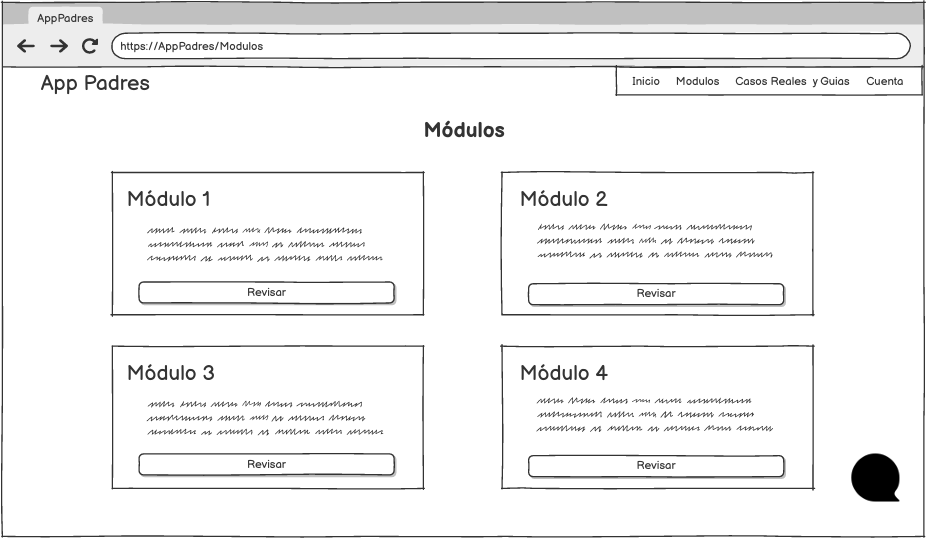 AppPadres
https://AppPadres/Modulos
App Padres
Inicio Modulos Casos Reales y Guias Cuenta
Módulos
Módulo 1
Revisar
Módulo 2
Revisar
Módulo 3
Revisar
Módulo 4
Revisar